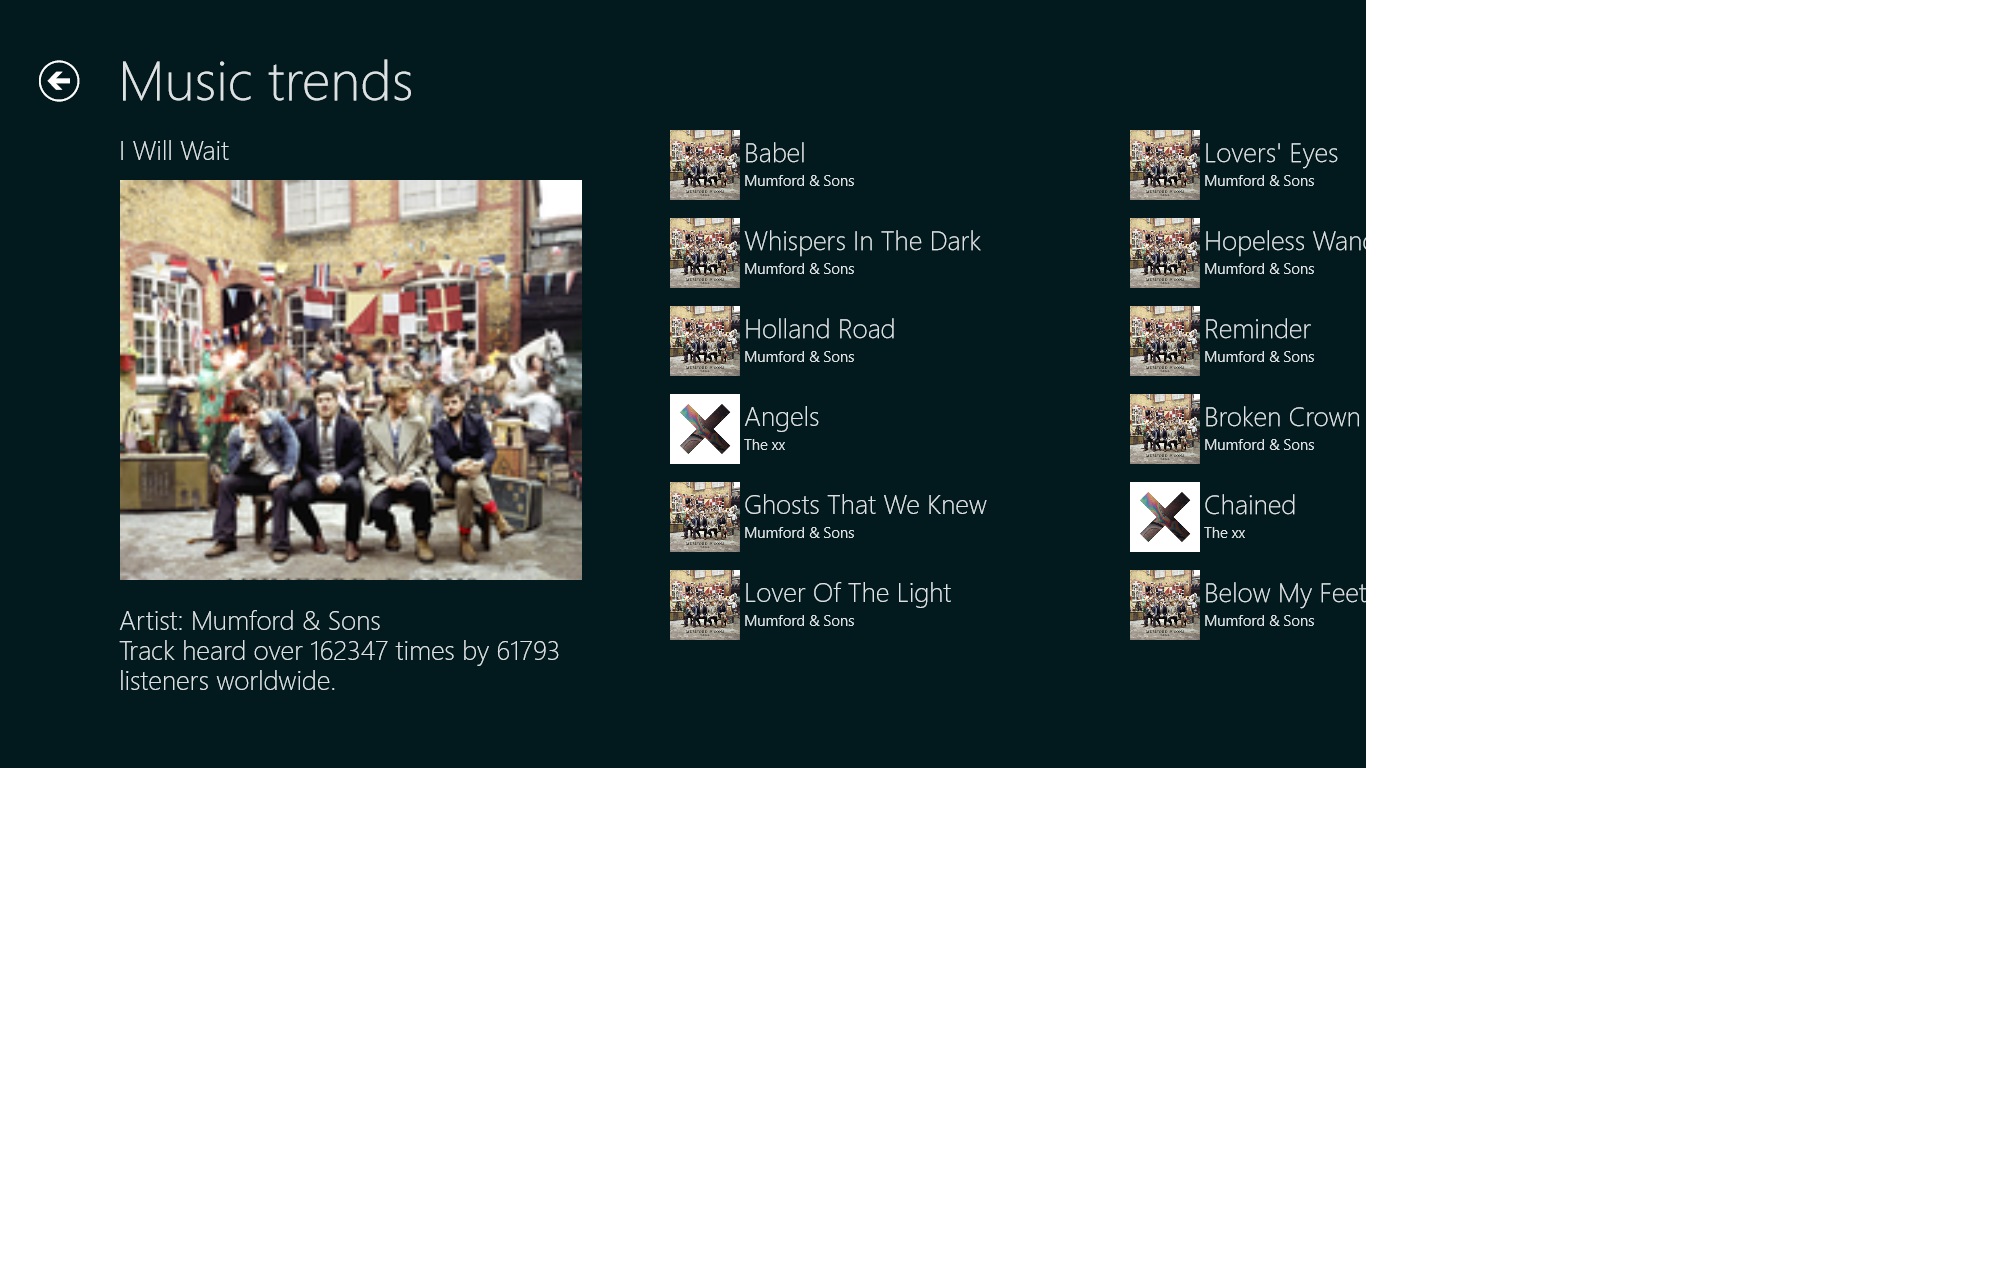 Music trends
I Will Wait
Artist: Mumford & Sons
Track heard over 162347 times by 61793
listeners worldwide.
Babel
Mumford & Sons
Whispers In The Dark
Mumford & Sons
Holland Road
Mumford & Sons
Angels
The xx
Ghosts That We Knew
Mumford & Sons
Lover Of The Light
Mumford & Sons
Lovers' Eyes
Mumford & Sons
Hopeless Wan
Mumford & Sons
Reminder
Mumford & Sons
Broken Crown
Mumford & Sons
Chained
The xx
Below My Feet
Mumford & Sons